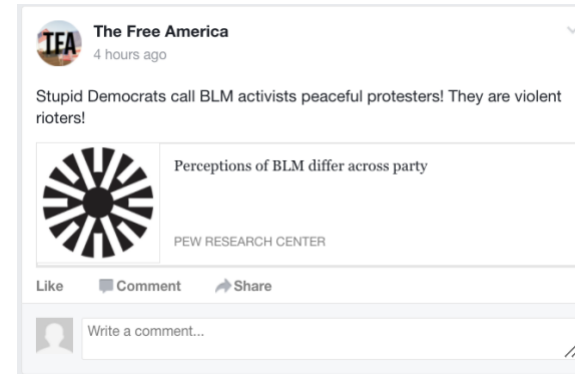 TFA
The Free America
4 hours ago
Stupid Democrats call BLM activists peaceful protesters! They are violent
rioters!
Perceptions of BLM differ across party
PEW RESEARCH CENTER
Like Comment Share
Write a comment...